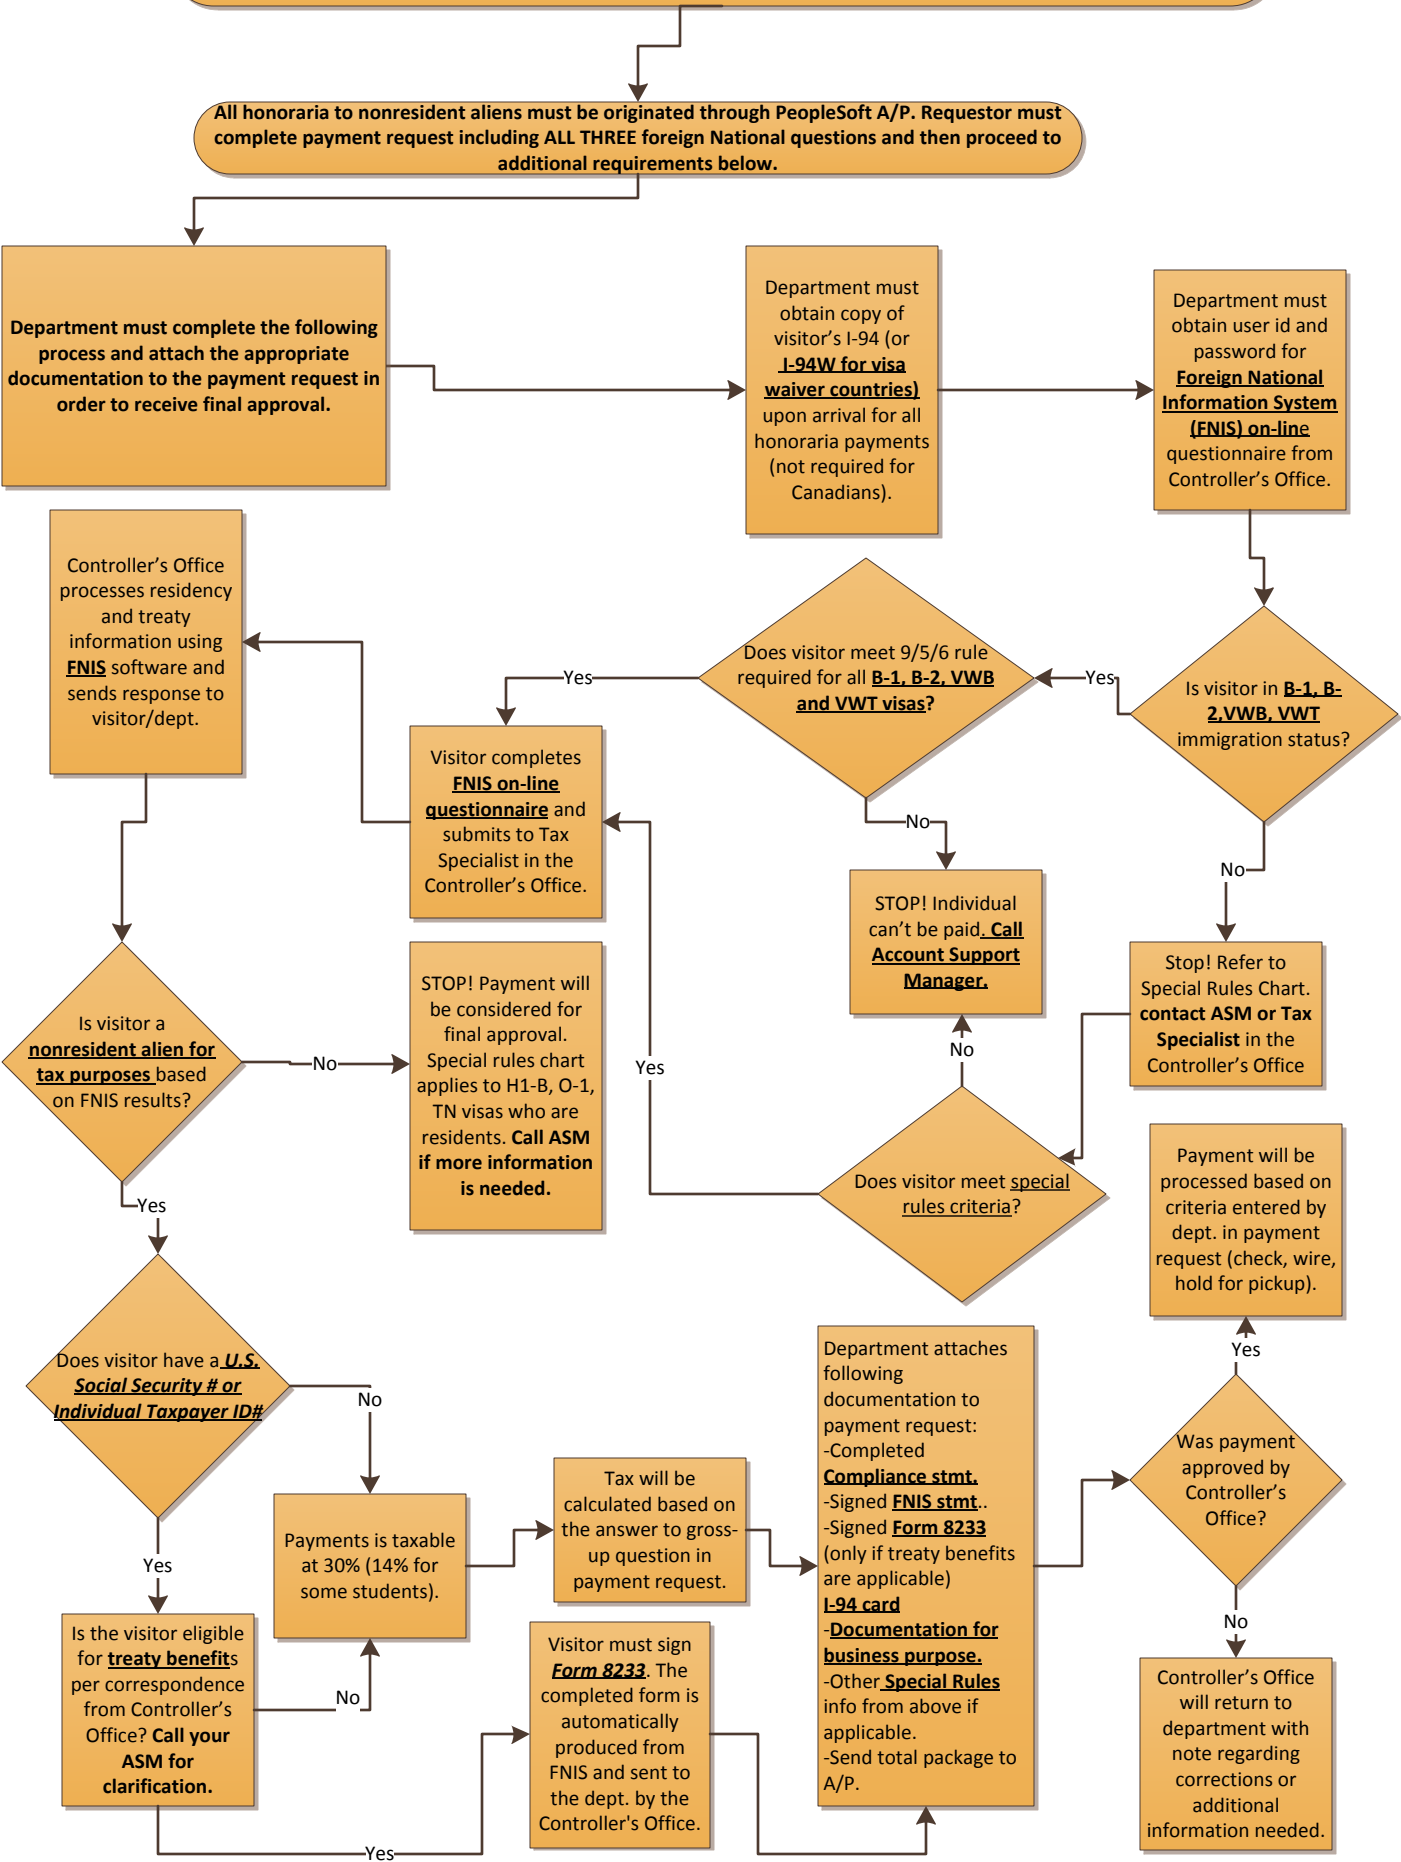 All honoraria to nonresident aliens must be originated through PeopleSoft A/P. Requestor must
complete payment request including ALL THREE foreign National questions and then proceed to
additional requirements below.
Department must complete the following
process and attach the appropriate
documentation to the payment request in
order to receive final approval.
Department must
obtain copy of
visitor's I-94 (or
I-94W for visa
waiver countries)
upon arrival for all
honoraria payments
(not required for
Canadians).
Department must
obtain user id and
password for
Foreign National
Information System
(FNIS) on-line
questionnaire from
Controller's Office.
Is visitor in B-1, B-
2,VWB, VWT
immigration status?
Yes
No
Does visitor meet 9/5/6 rule
required for all B-1, B-2, VWB
and VWT visas?
Yes
No
STOP! Individual
can't be paid. Call
Account Support
Manager.
Stop! Refer to
Special Rules Chart.
contact ASM or Tax
Specialist in the
Controller's Office
Does visitor meet special
rules criteria?
No
Yes
Visitor completes
FNIS on-line
questionnaire and
submits to Tax
Specialist in the
Controller's Office.
Controller's Office
processes residency
and treaty
information using
FNIS software and
sends response to
visitor/dept.
Is visitor a
nonresident alien for
tax purposes based
on FNIS results?
No
STOP! Payment will
be considered for
final approval.
Special rules chart
applies to H1-B, O-1,
TN visas who are
residents. Call ASM
if more information
is needed.
Yes
Does visitor have a U.S.
Social Security # or
Individual Taxpayer ID#
No
Yes
Payments is taxable
at 30% (14% for
some students).
Is the visitor eligible
for treaty benefits
per correspondence
from Controller's
Office? Call your
ASM for
clarification.
No
Yes
Tax will be
calculated based on
the answer to gross-
up question in
payment request.
Visitor must sign
Form 8233. The
completed form is
automatically
produced from
FNIS and sent to
the dept. by the
Controller's Office.
Department attaches
following
documentation to
payment request:
-Completed
Compliance stmt.
-Signed FNIS stmt..
-Signed Form 8233
(only if treaty benefits
are applicable)
I-94 card
-Documentation for
business purpose.
-Other Special Rules
info from above if
applicable.
-Send total package to
A/P.
Was payment
approved by
Controller's
Office?
Yes
Payment will be
processed based on
criteria entered by
dept. in payment
request (check, wire,
hold for pickup).
No
Controller's Office
will return to
department with
note regarding
corrections or
additional
information needed.